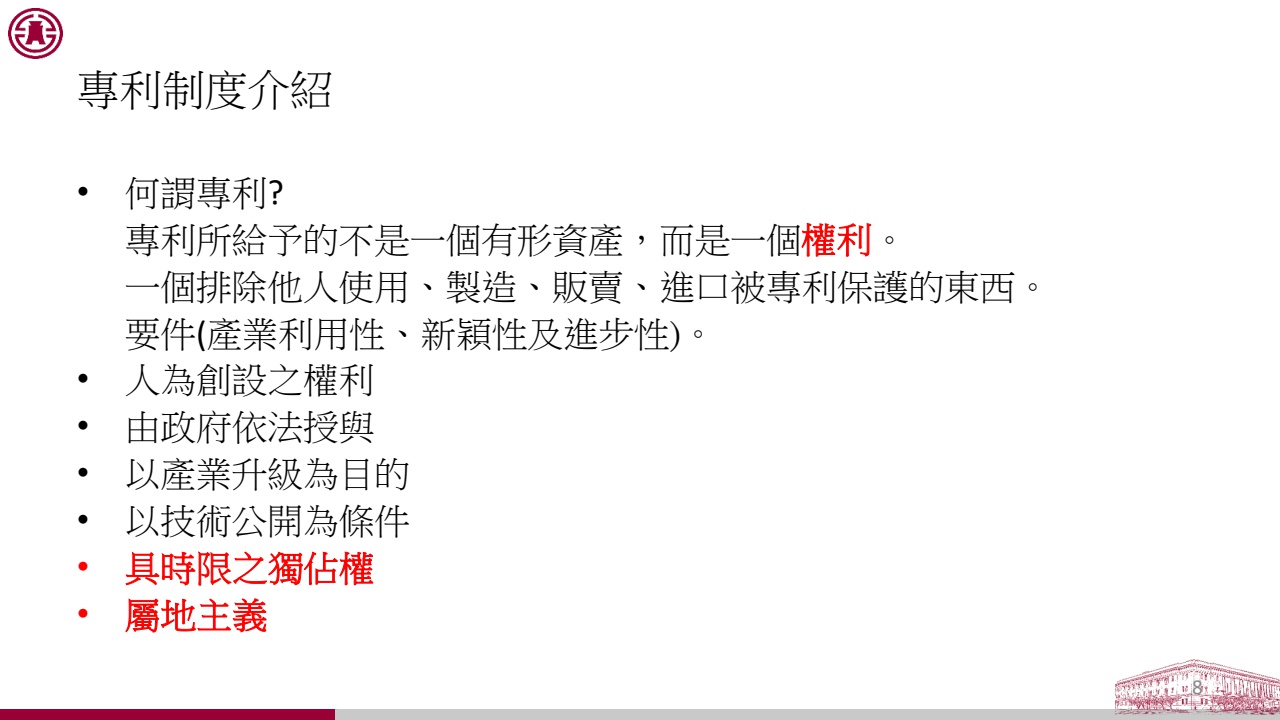 專利制度介紹
• 何謂專利?
專利所給予的不是一個有形資產，而是一個權利。
一個排除他人使用、製造、販賣、進口被專利保護的東西。
要件(產業利用性、新穎性及進步性)。
• 人為創設之權利
• 由政府依法授與
• 以產業升級為目的
• 以技術公開為條件
• 具時限之獨佔權
• 屬地主義
8